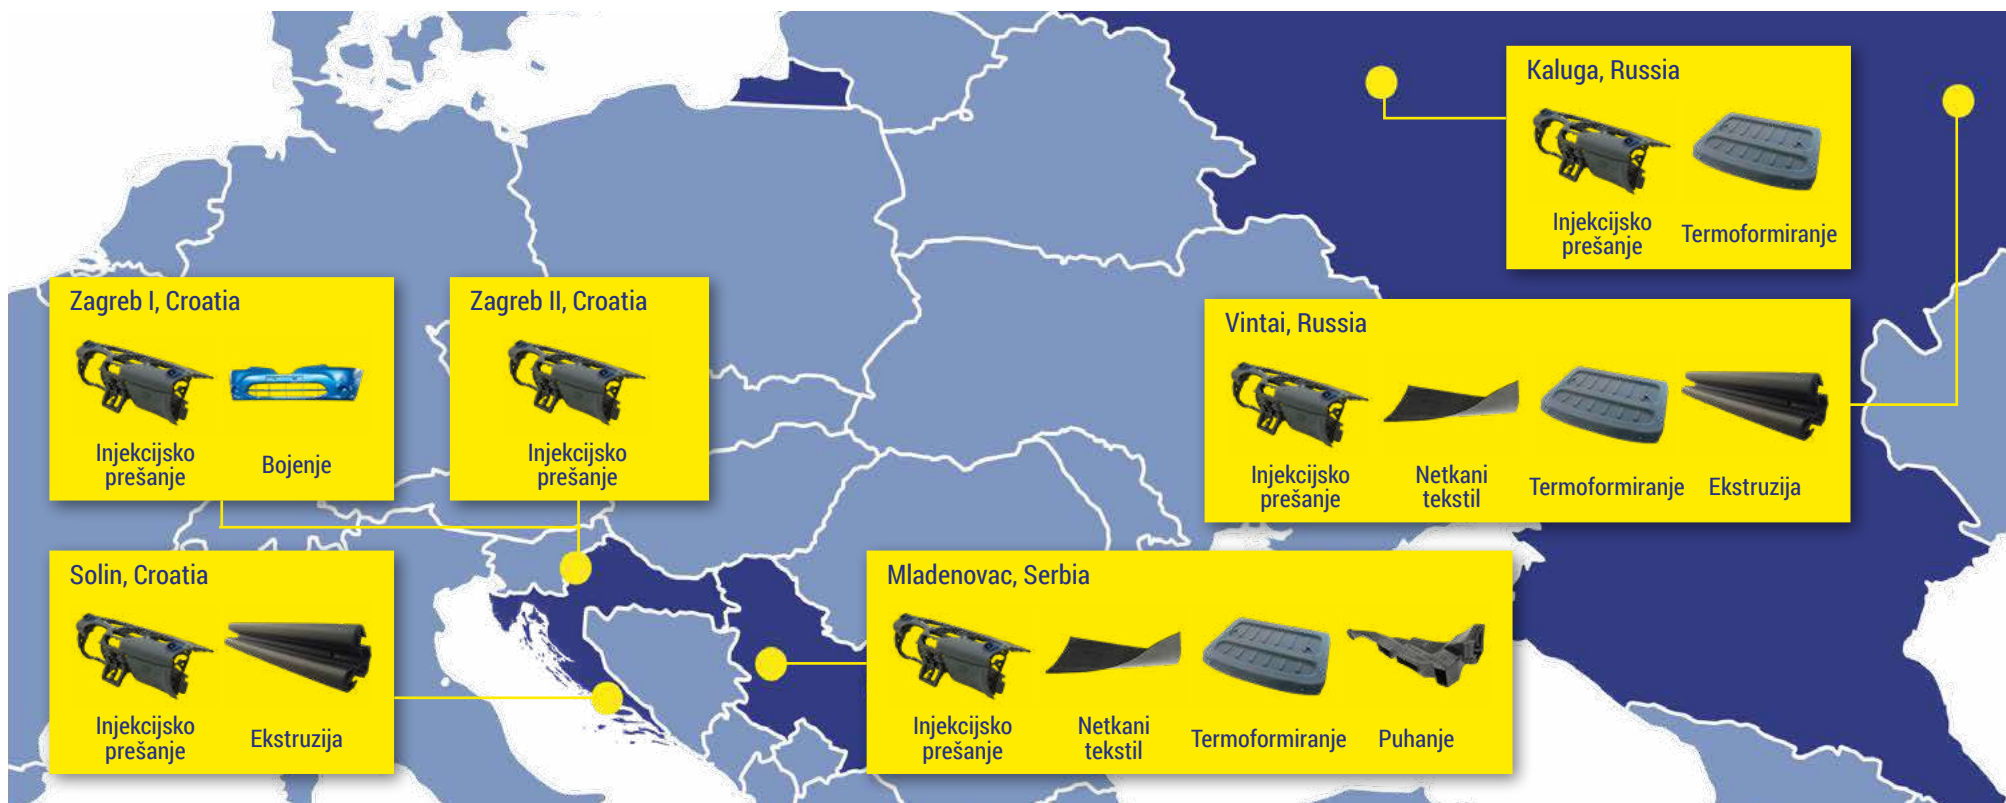 Kaluga, Russia
Injekcijsko
prešanje
Termoformiranje
Zagreb I, Croatia
Injekcijsko
prešanje
Bojenje
Zagreb II, Croatia
Injekcijsko
prešanje
Vintai, Russia
Injekcijsko
prešanje
Netkani
tekstil
Termoformiranje
Ekstruzija
Solin, Croatia
Injekcijsko
prešanje
Ekstruzija
Mladenovac, Serbia
Injekcijsko
prešanje
Netkani
tekstil
Termoformiranje
Puhanje